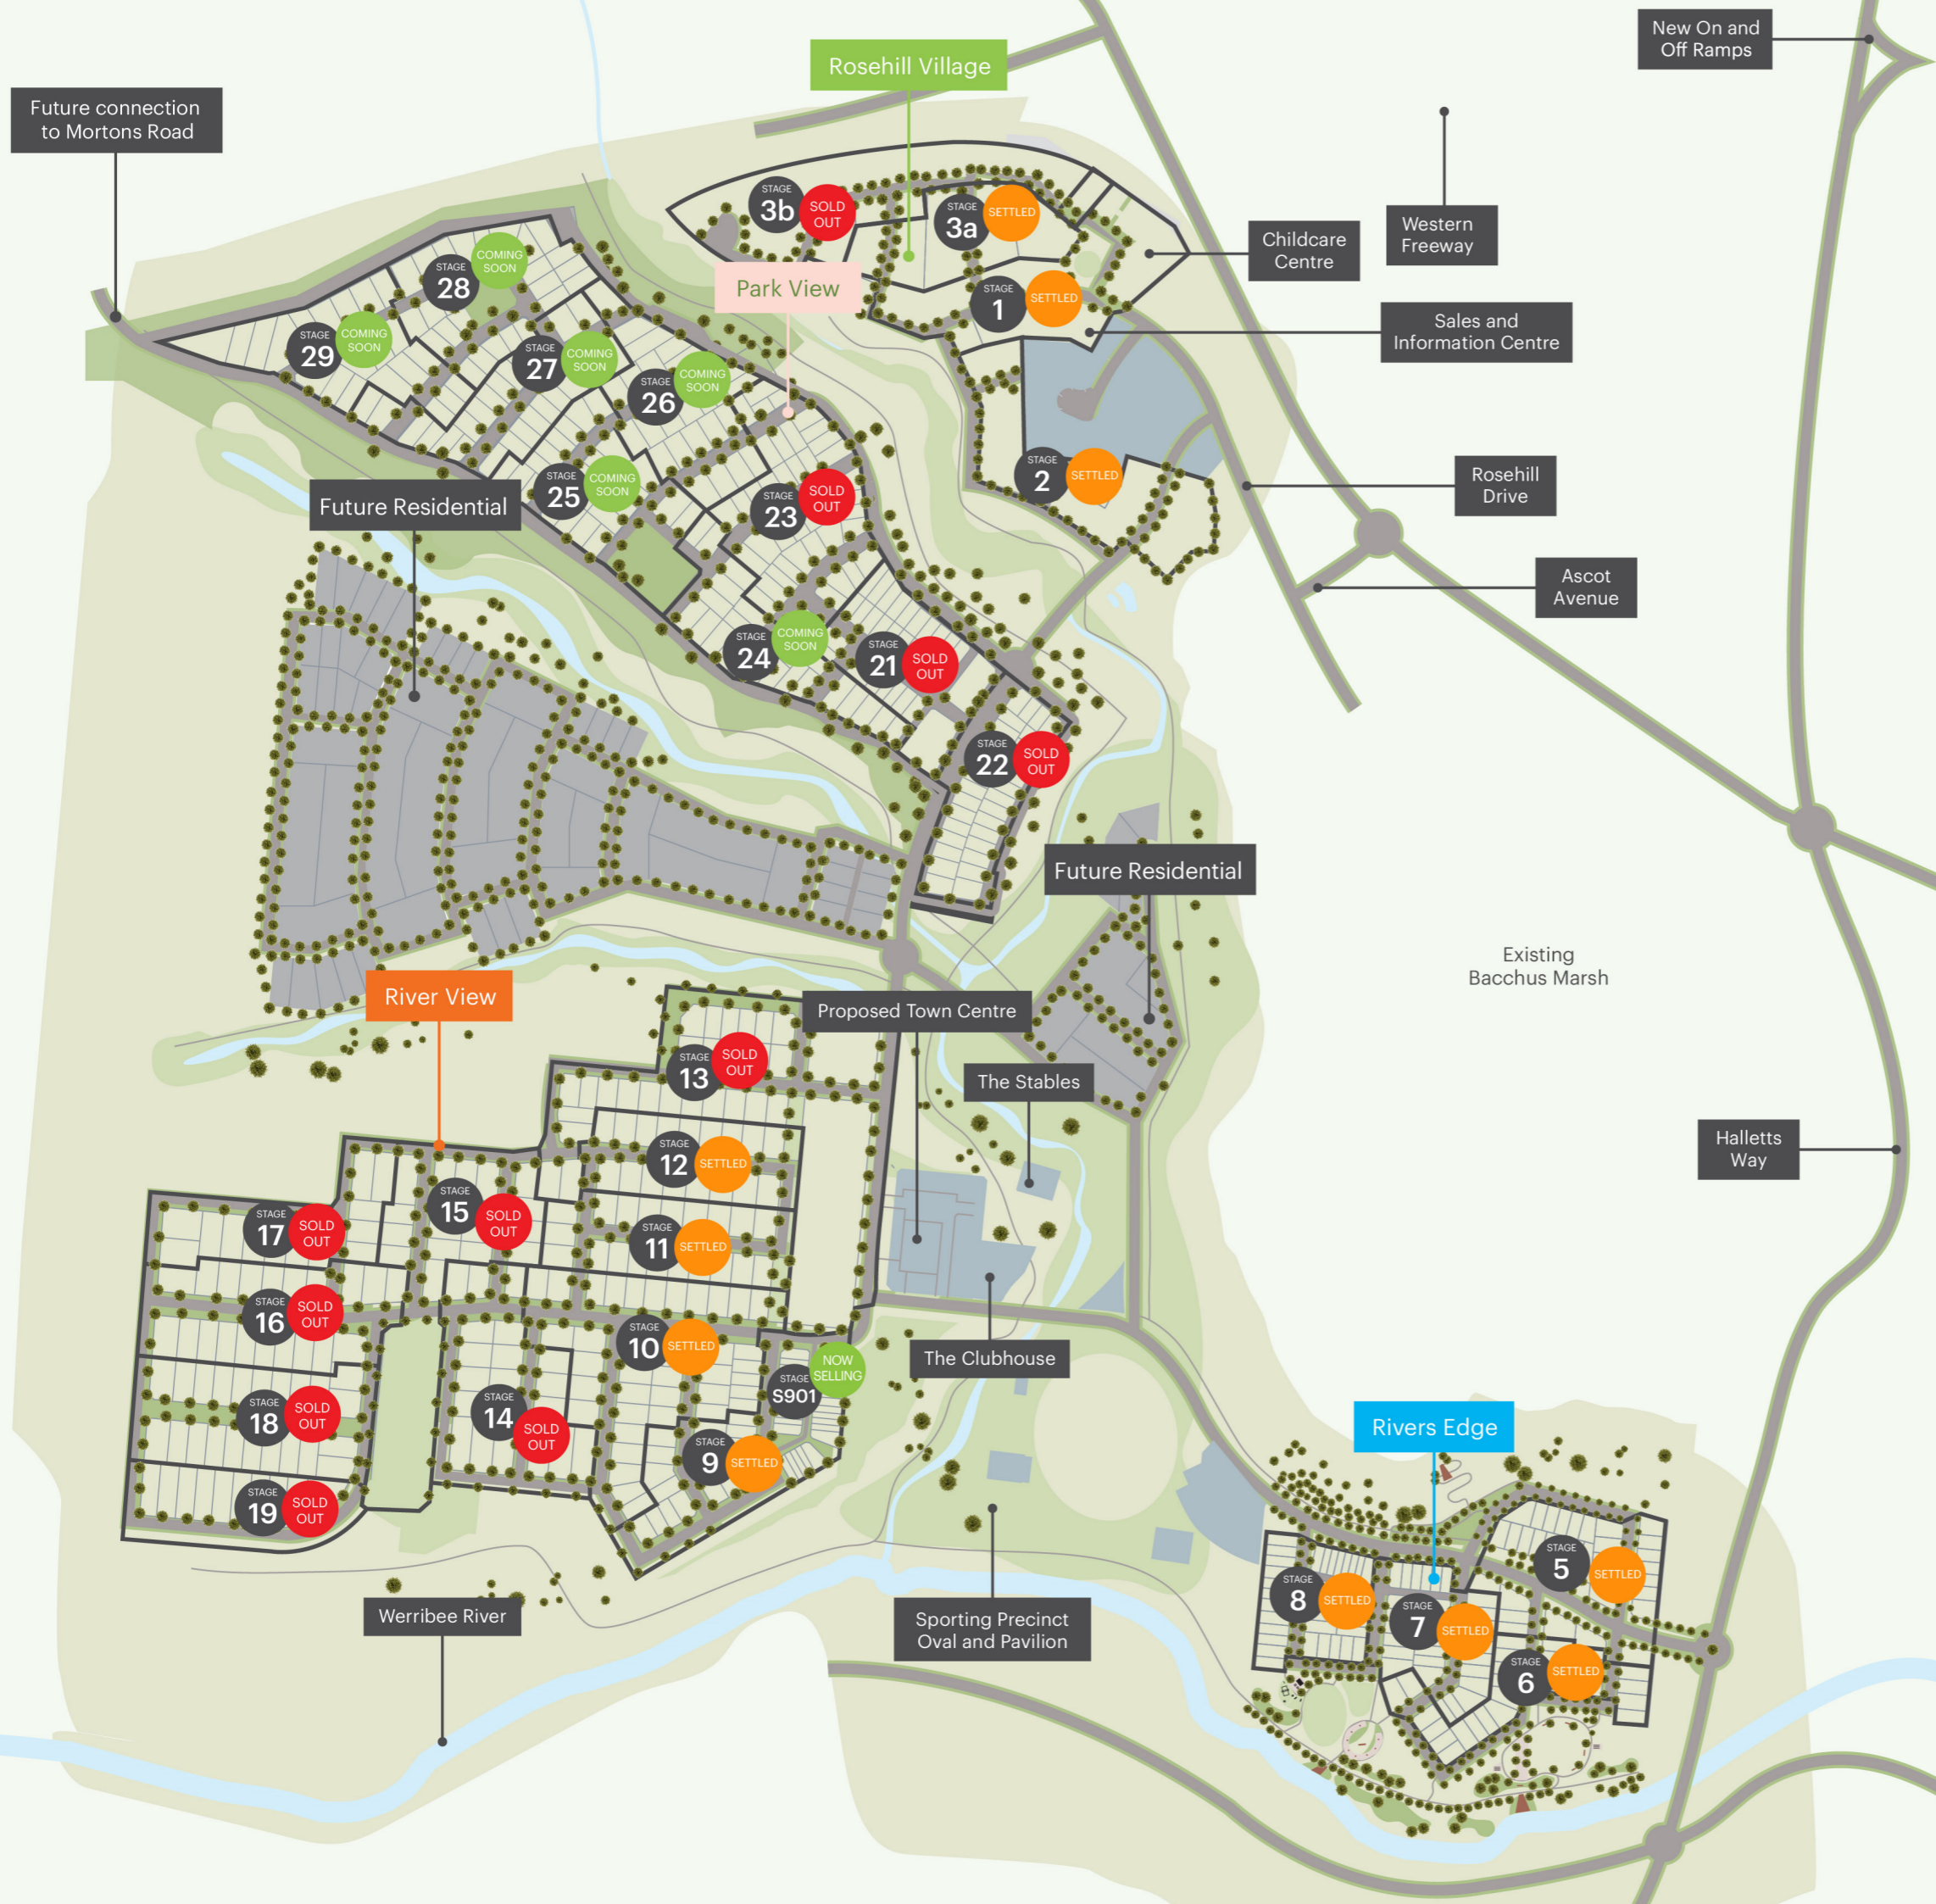 New On and
Off Ramps
Rosehill Village
Future connection
to Mortons Road
Western
Freeway
STAGE
3b
SOLD
OUT
STAGE
3a
SETTLED
Childcare
Centre
STAGE
28
COMING
SOON
Park View
STAGE
1
SETTLED
Sales and
Information Centre
STAGE
29
COMING
SOON
STAGE
27
COMING
SOON
STAGE
26
COMING
SOON
STAGE
25
COMING
SOON
STAGE
23
SOLD
OUT
STAGE
2
SETTLED
Rosehill
Drive
Future Residential
Ascot
Avenue
STAGE
24
COMING
SOON
STAGE
21
SOLD
OUT
STAGE
22
SOLD
OUT
Future Residential
Existing
Bacchus Marsh
River View
Proposed Town Centre
STAGE
13
SOLD
OUT
The Stables
Halletts
Way
STAGE
12
SETTLED
STAGE
15
SOLD
OUT
STAGE
17
SOLD
OUT
STAGE
11
SETTLED
STAGE
16
SOLD
OUT
STAGE
10
SETTLED
The Clubhouse
STAGE
S901
NOW
SELLING
STAGE
18
SOLD
OUT
STAGE
14
SOLD
OUT
Rivers Edge
STAGE
9
SETTLED
STAGE
19
SOLD
OUT
STAGE
5
SETTLED
STAGE
8
SETTLED
STAGE
7
SETTLED
Werribee River
Sporting Precinct
Oval and Pavilion
STAGE
6
SETTLED